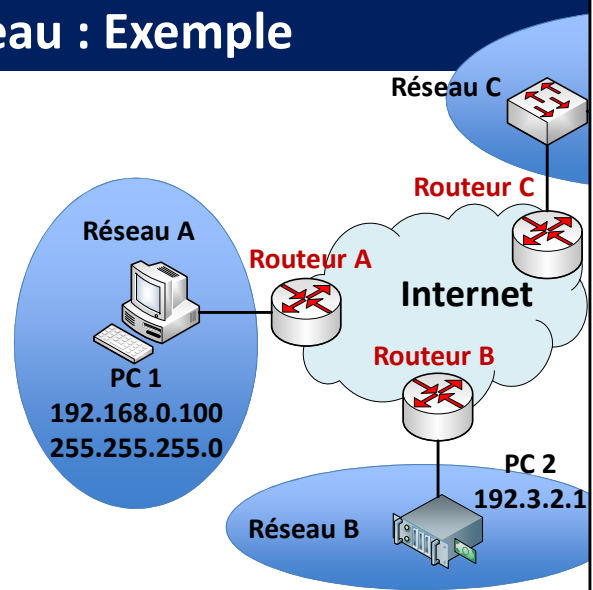 eau : Exemple
Réseau C
Routeur C
Réseau A
Routeur A
Internet
Routeur B
PC 1
192.168.0.100
255.255.255.0
PC 2
192.3.2.1
Réseau B